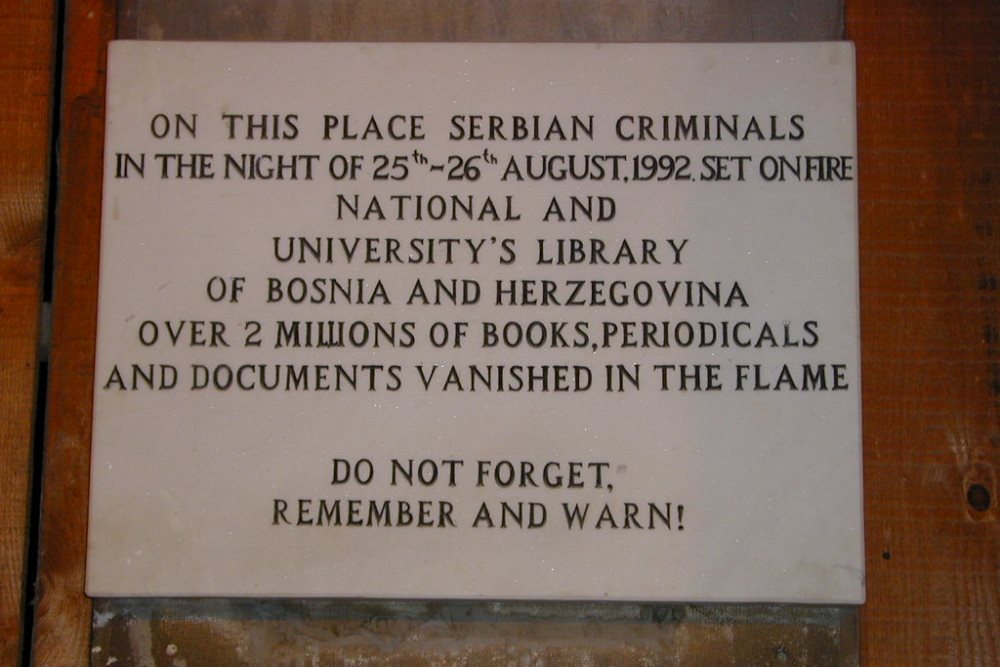 ON THIS PLACE SERBIAN CRIMINALS
IN THE NIGHT OF 25th-26th AUGUST, 1992. SET ON FIRE
NATIONAL AND
UNIVERSITY'S LIBRARY
OF BOSNIA AND HERZEGOVINA
OVER 2 MILLIONS OF BOOKS, PERIODICALS
AND DOCUMENTS VANISHED IN THE FLAME
DO NOT FORGET,
REMEMBER AND WARN!